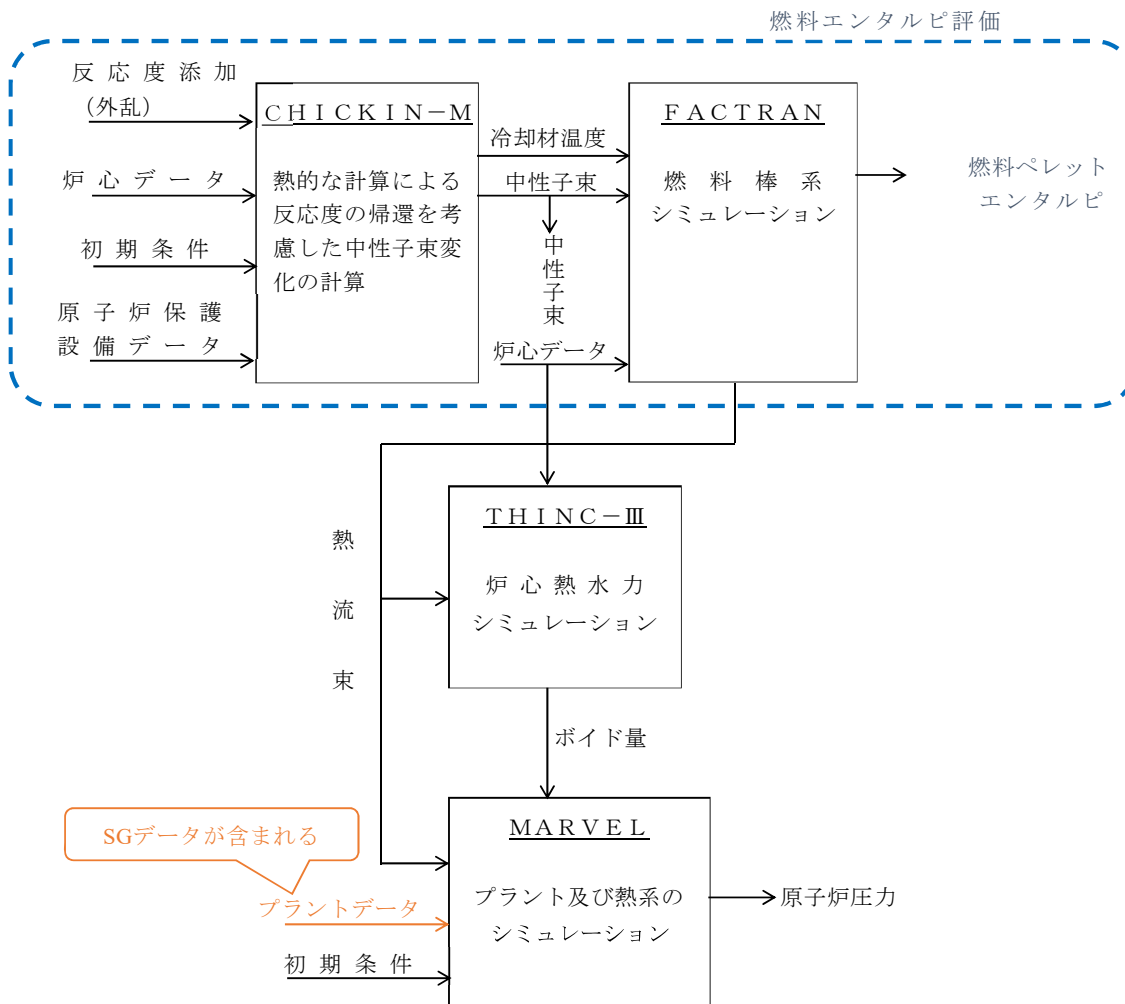 燃料エンタルピ評価
反応度添加
(外乱)
炉心データ
初期条件
原子炉保護
設備データ
CHICKIN-M
熱的な計算による
反応度の帰還を考
慮した中性子束変
化の計算
冷却材温度
中性子束
中性子束
炉心データ
FACTRAN
燃料棒系
シミュレーション
燃料ペレット
エンタルピ
熱流束
THINC-Ⅲ
炉心熱水力
シミュレーション
ボイド量
SGデータが含まれる
プラントデータ
初期条件
MARVEL
プラント及び熱系の
シミュレーション
原子炉圧力